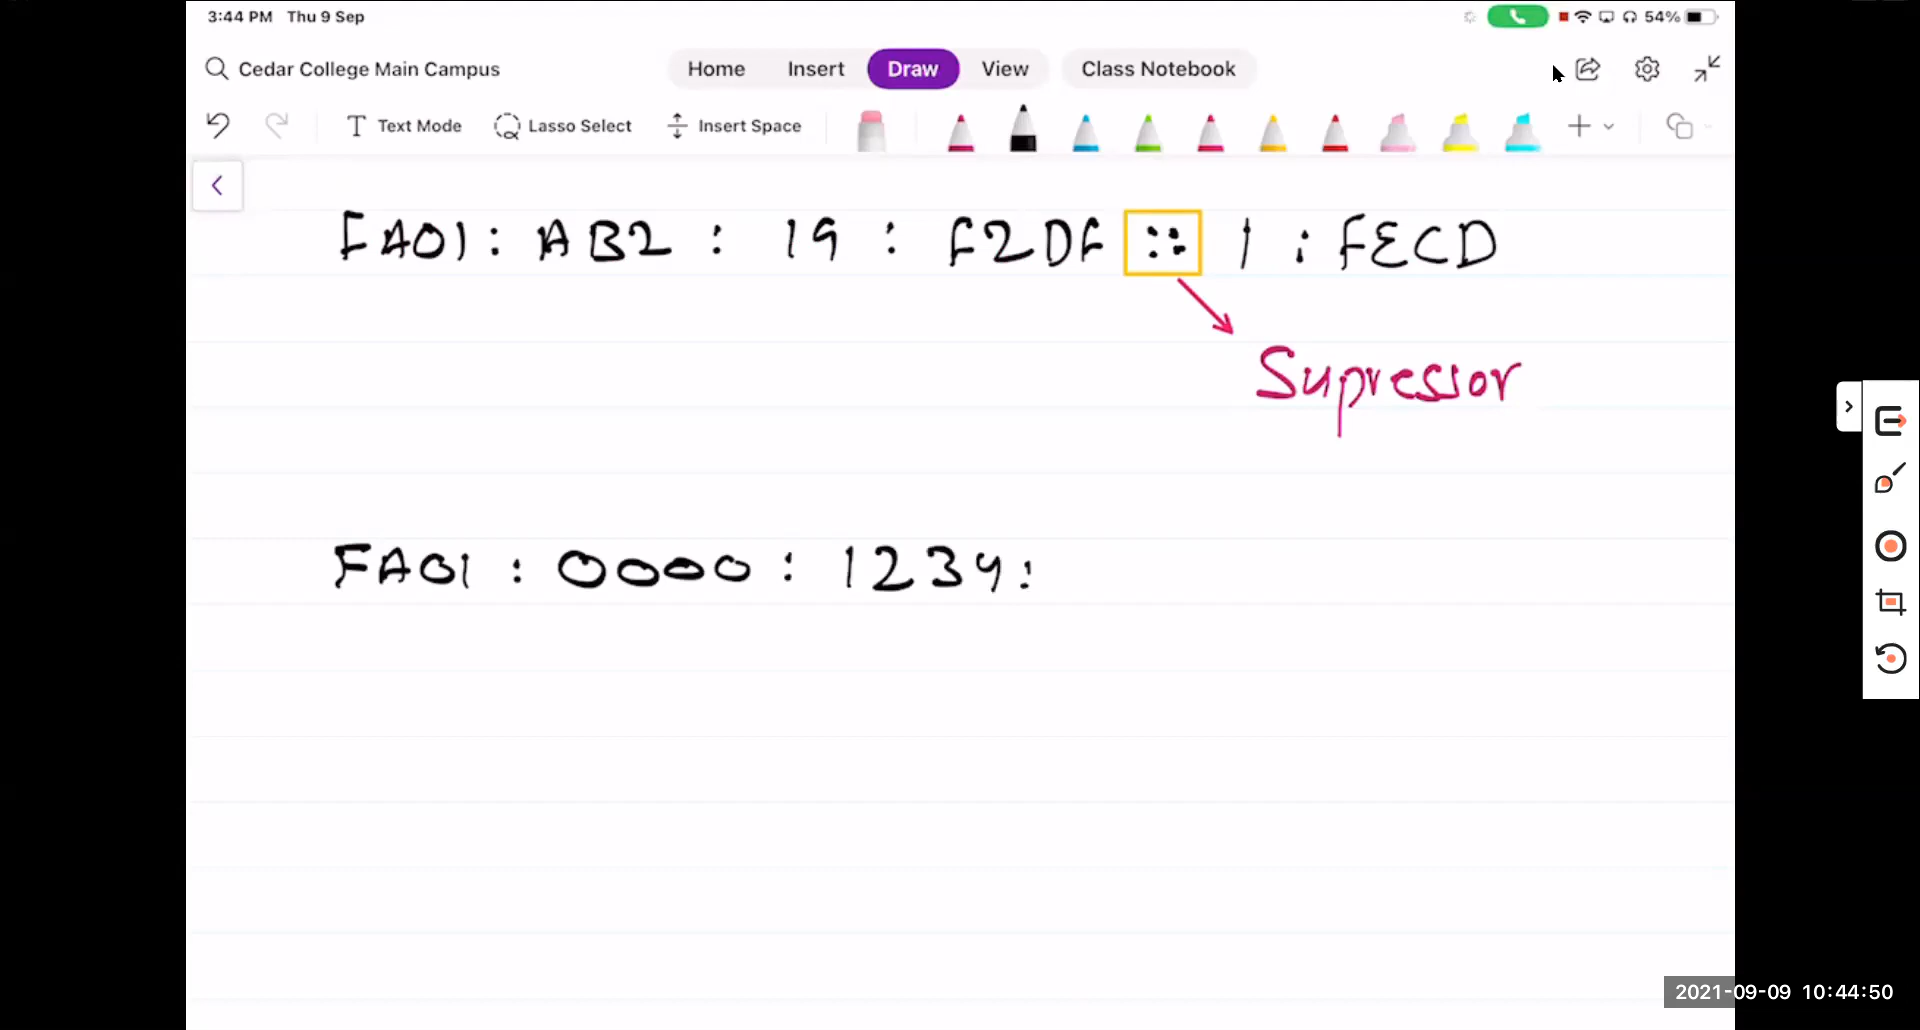 3:44 PM Thu 9 Sep 54%
Cedar College Main Campus Home Insert Draw View Class Notebook
Text Mode Lasso Select Insert Space
FA01 : AB2 : 19 : F2DF :: 1 : FECD
Supressor
FA01 : 0000 : 1234 :
2021-09-09 10:44:50